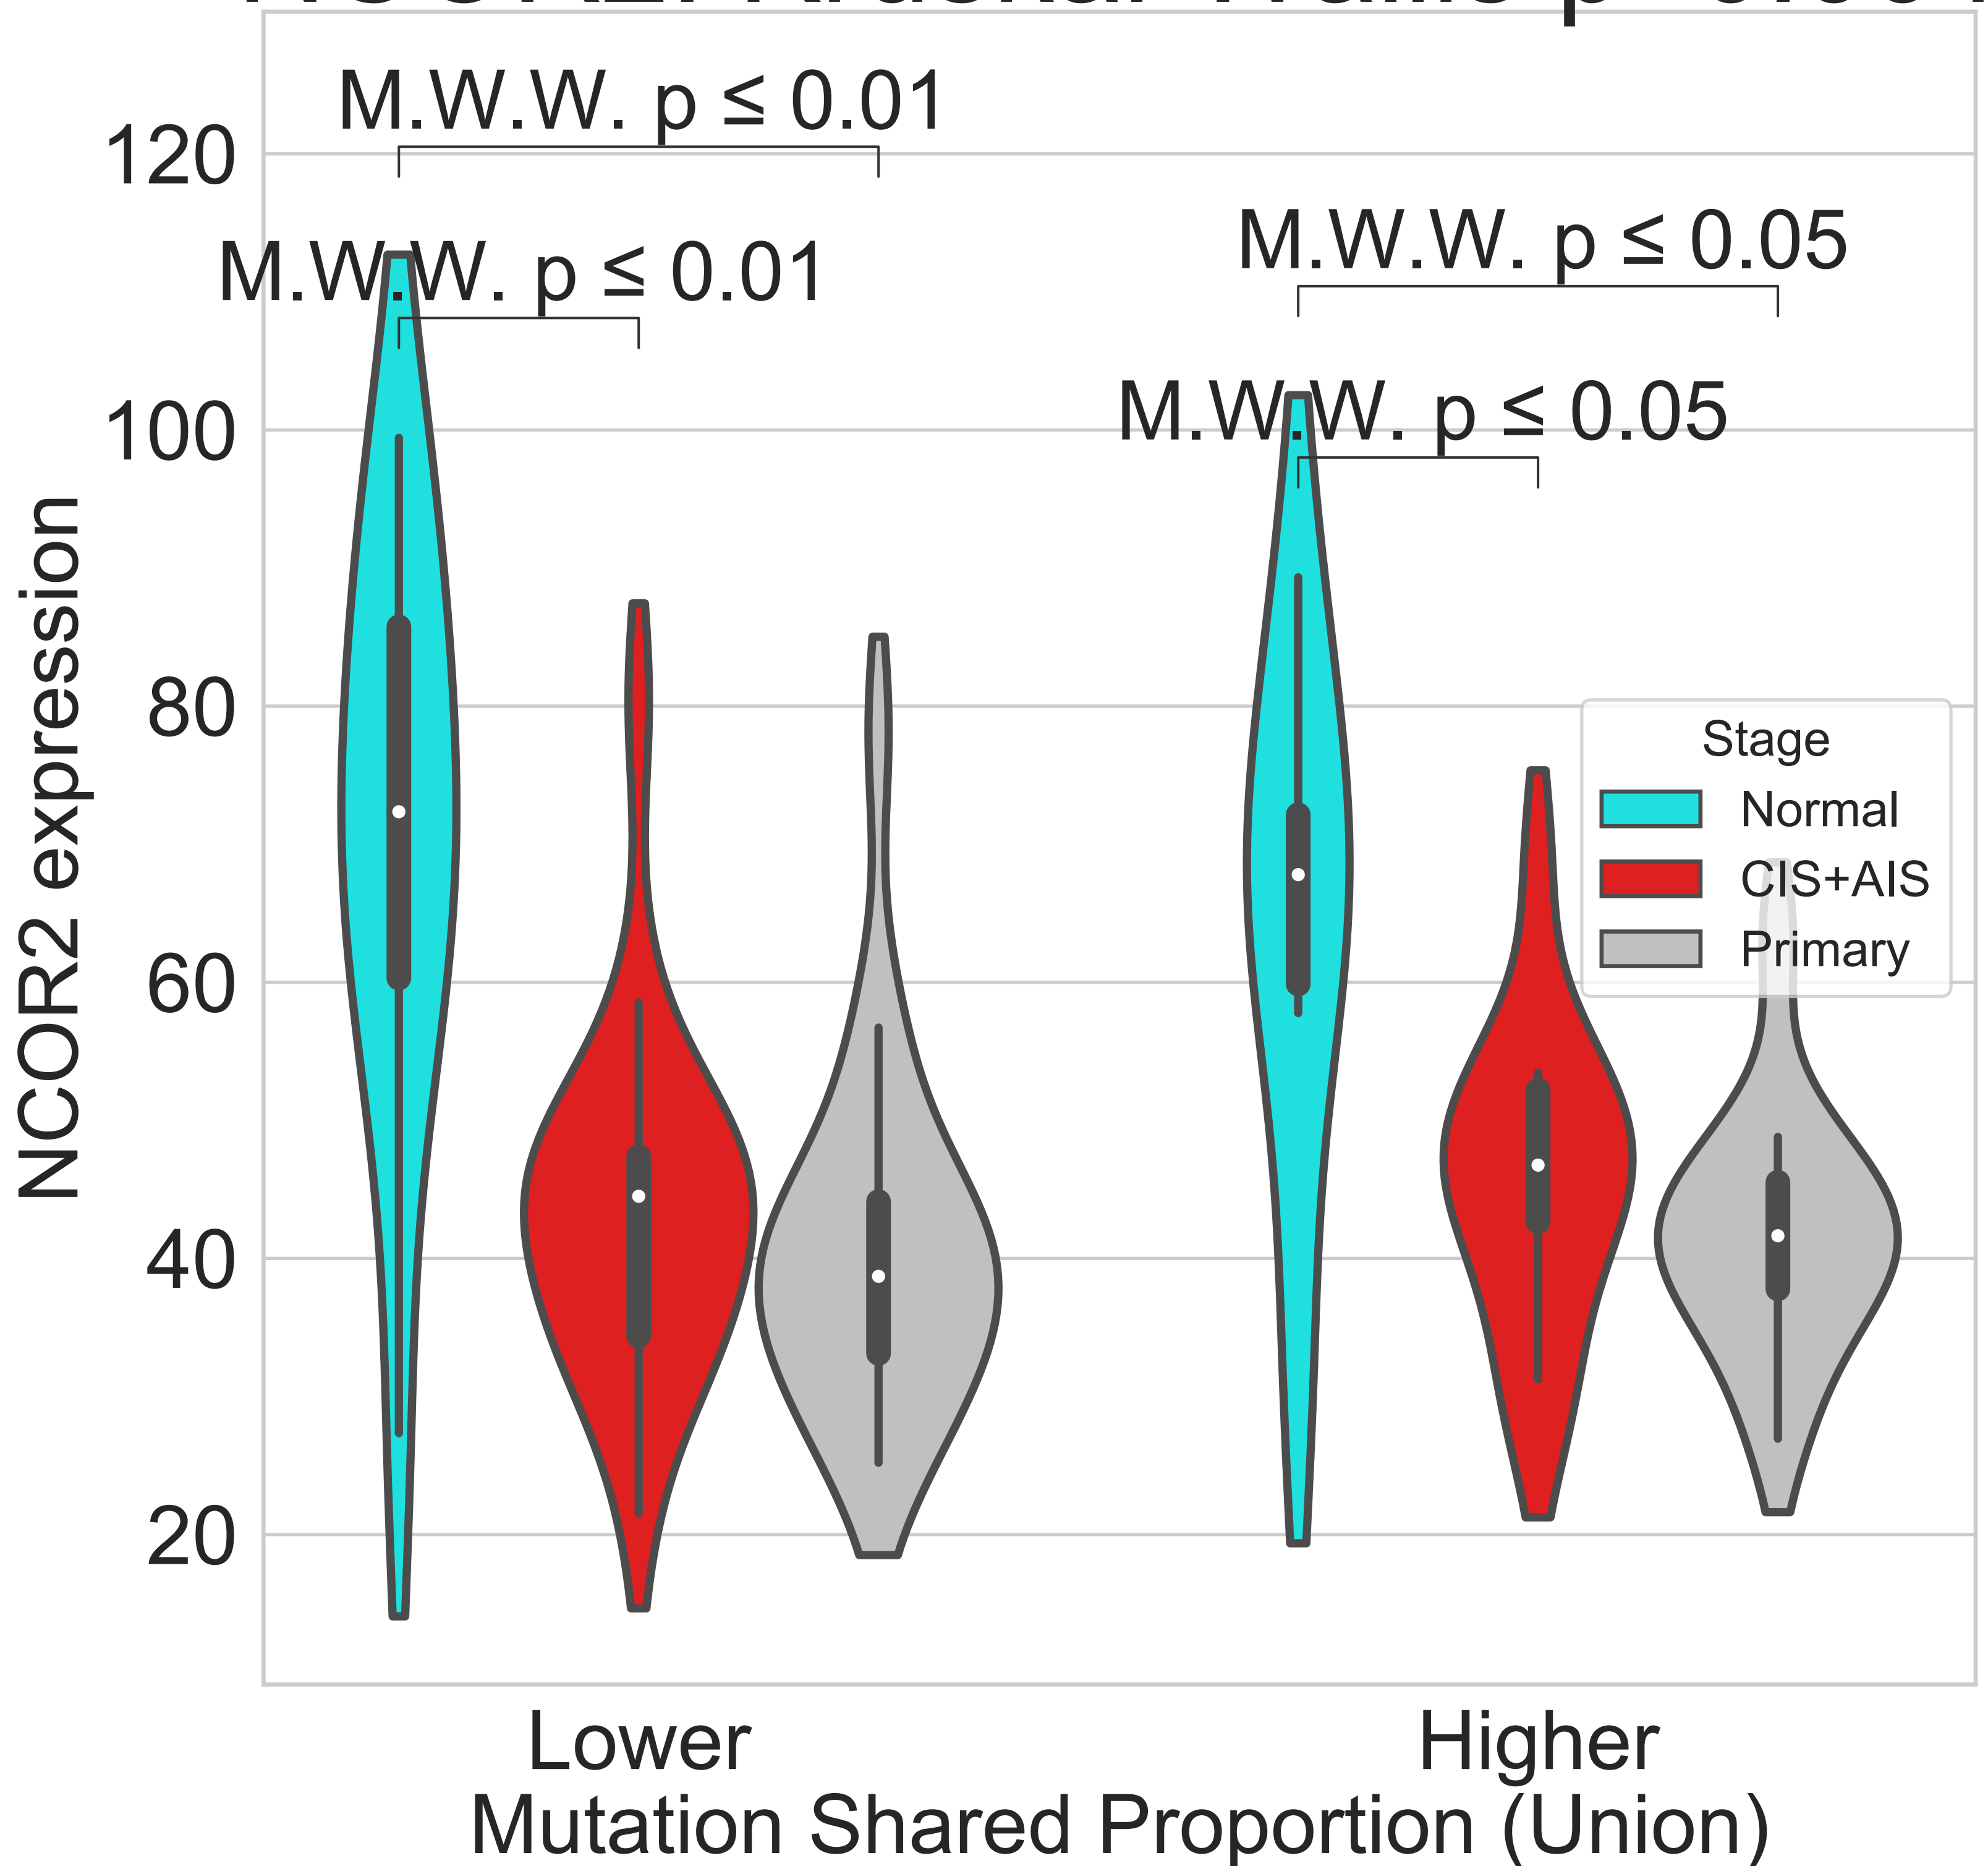 M.W.W. p ≤ 0.01
120
M.W.W. p ≤ 0.05
M.W.W. p ≤ 0.01
M.W.W. p ≤ 0.05
100
80
60
40
20
NCOR2 expression
Stage
Normal
CIS+AIS
Primary
Lower
Higher
Mutation Shared Proportion (Union)